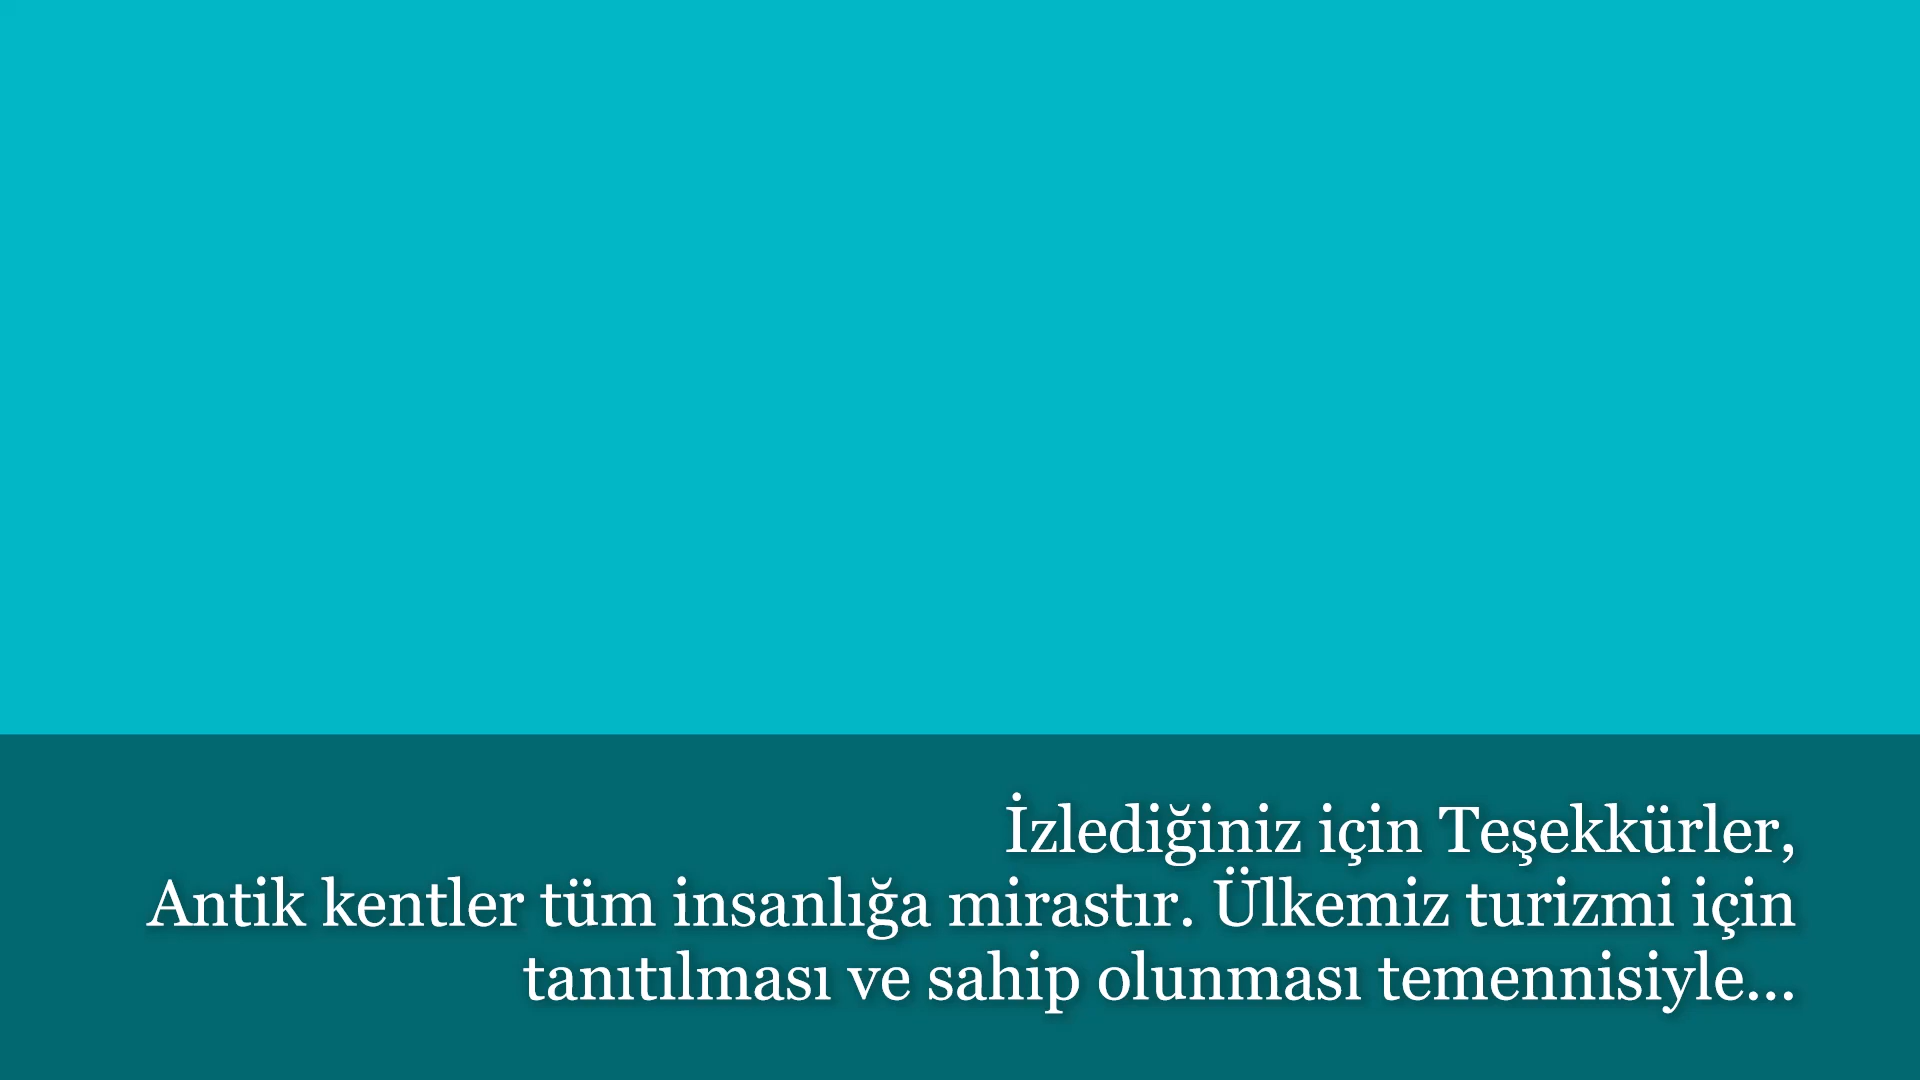 İzlediğiniz için Teşekkürler,
Antik kentler tüm insanlığa mirastır. Ülkemiz turizmi için
tanıtılması ve sahip olunması temennisiyle...